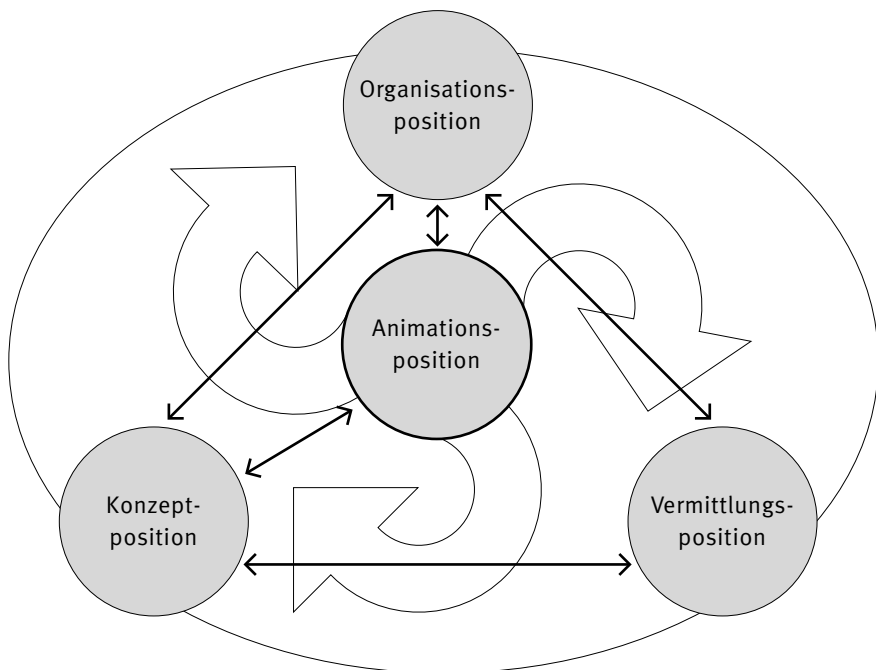 Organisations-
position
Animations-
position
Konzept-
position
Vermittlungs-
position